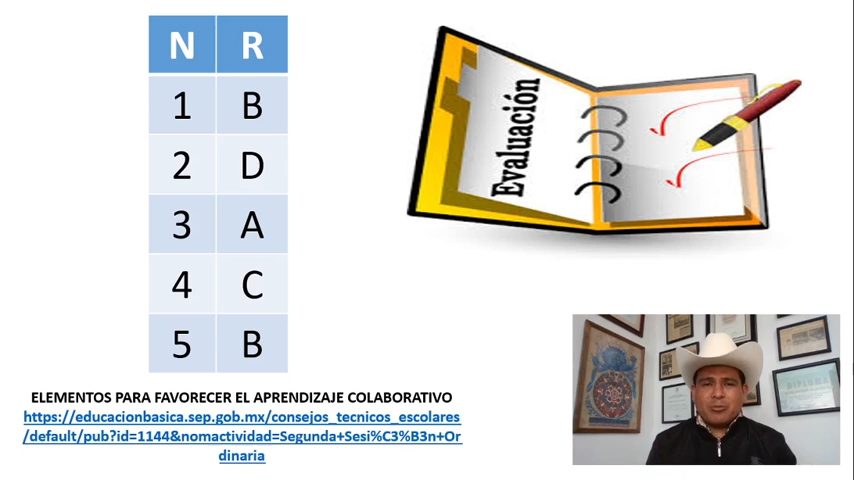 N R
1 B
2 D
3 A
4 C
5 B
Evaluación
ELEMENTOS PARA FAVORECER EL APRENDIZAJE COLABORATIVO
https://educacionbasica.sep.gob.mx/consejos_tecnicos_escolares
/default/pub?id=1144&nomactividad=Segunda+Sesi%C3%B3n+Or
dinaria
DIPLOMA